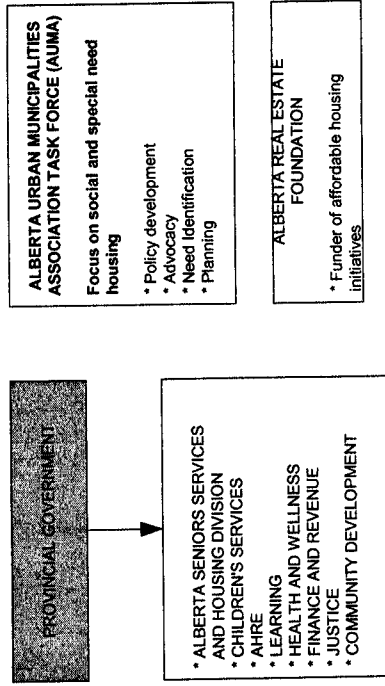 PROVINCIAL GOVERNMENT
* ALBERTA SENIORS SERVICES
AND HOUSING DIVISION
* CHILDREN'S SERVICES
* AHRE
* LEARNING
* HEALTH AND WELLNESS
* FINANCE AND REVENUE
* JUSTICE
* COMMUNITY DEVELOPMENT
ALBERTA URBAN MUNICIPALITIES
ASSOCIATION TASK FORCE (AUMA)
Focus on social and special need
housing
* Policy development
* Advocacy
* Need Identification
* Planning
ALBERTA REAL ESTATE
FOUNDATION
* Funder of affordable housing
initiatives